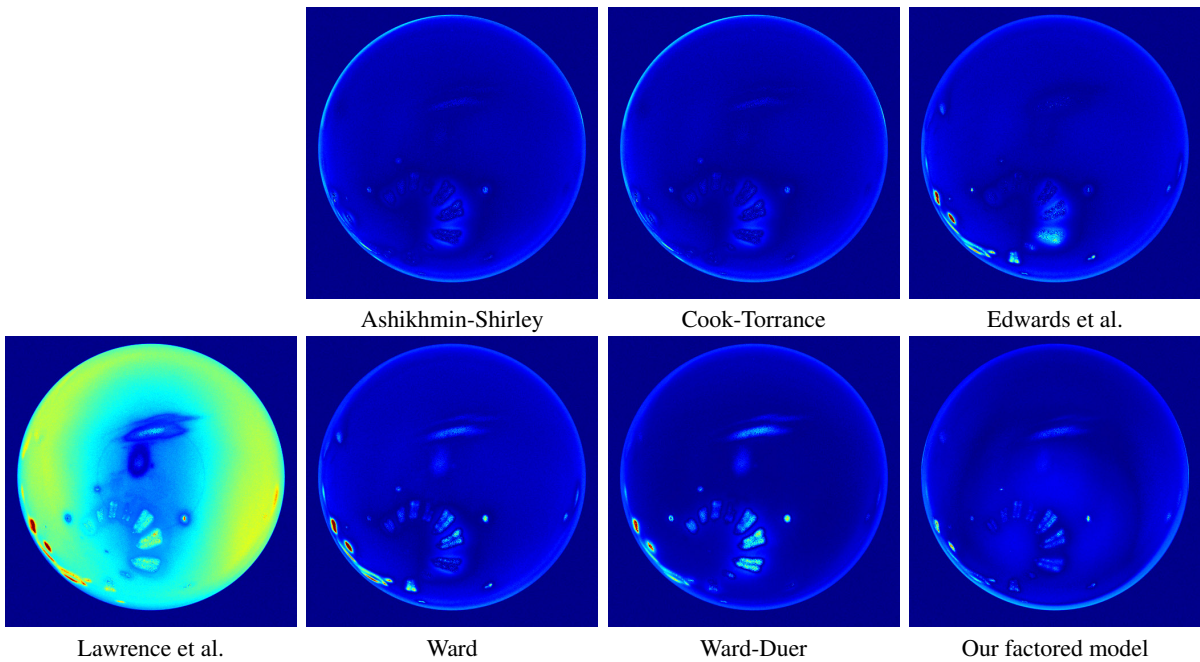 Ashikhmin-Shirley
Cook-Torrance
Edwards et al.
Lawrence et al.
Ward
Ward-Duer
Our factored model